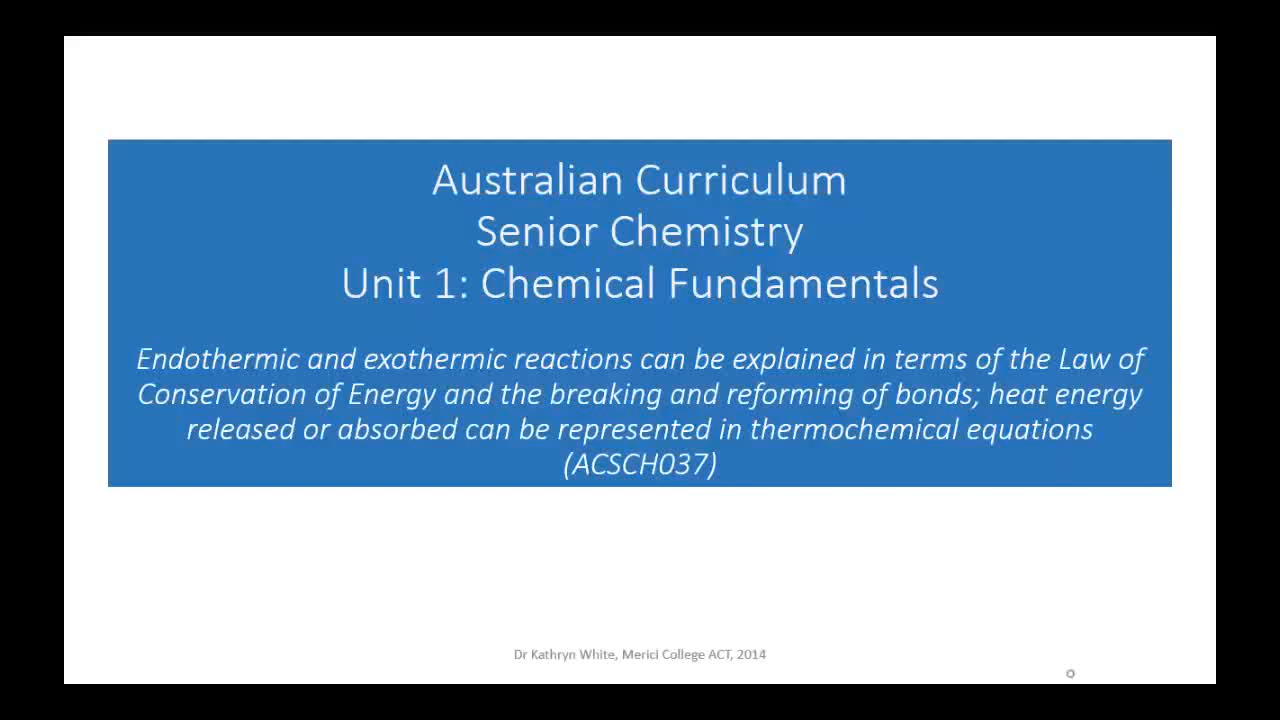 Australian Curriculum
Senior Chemistry
Unit 1: Chemical Fundamentals
Endothermic and exothermic reactions can be explained in terms of the Law of
Conservation of Energy and the breaking and reforming of bonds; heat energy
released or absorbed can be represented in thermochemical equations
(ACSCH037)
Dr Kathryn White, Merici College ACT, 2014